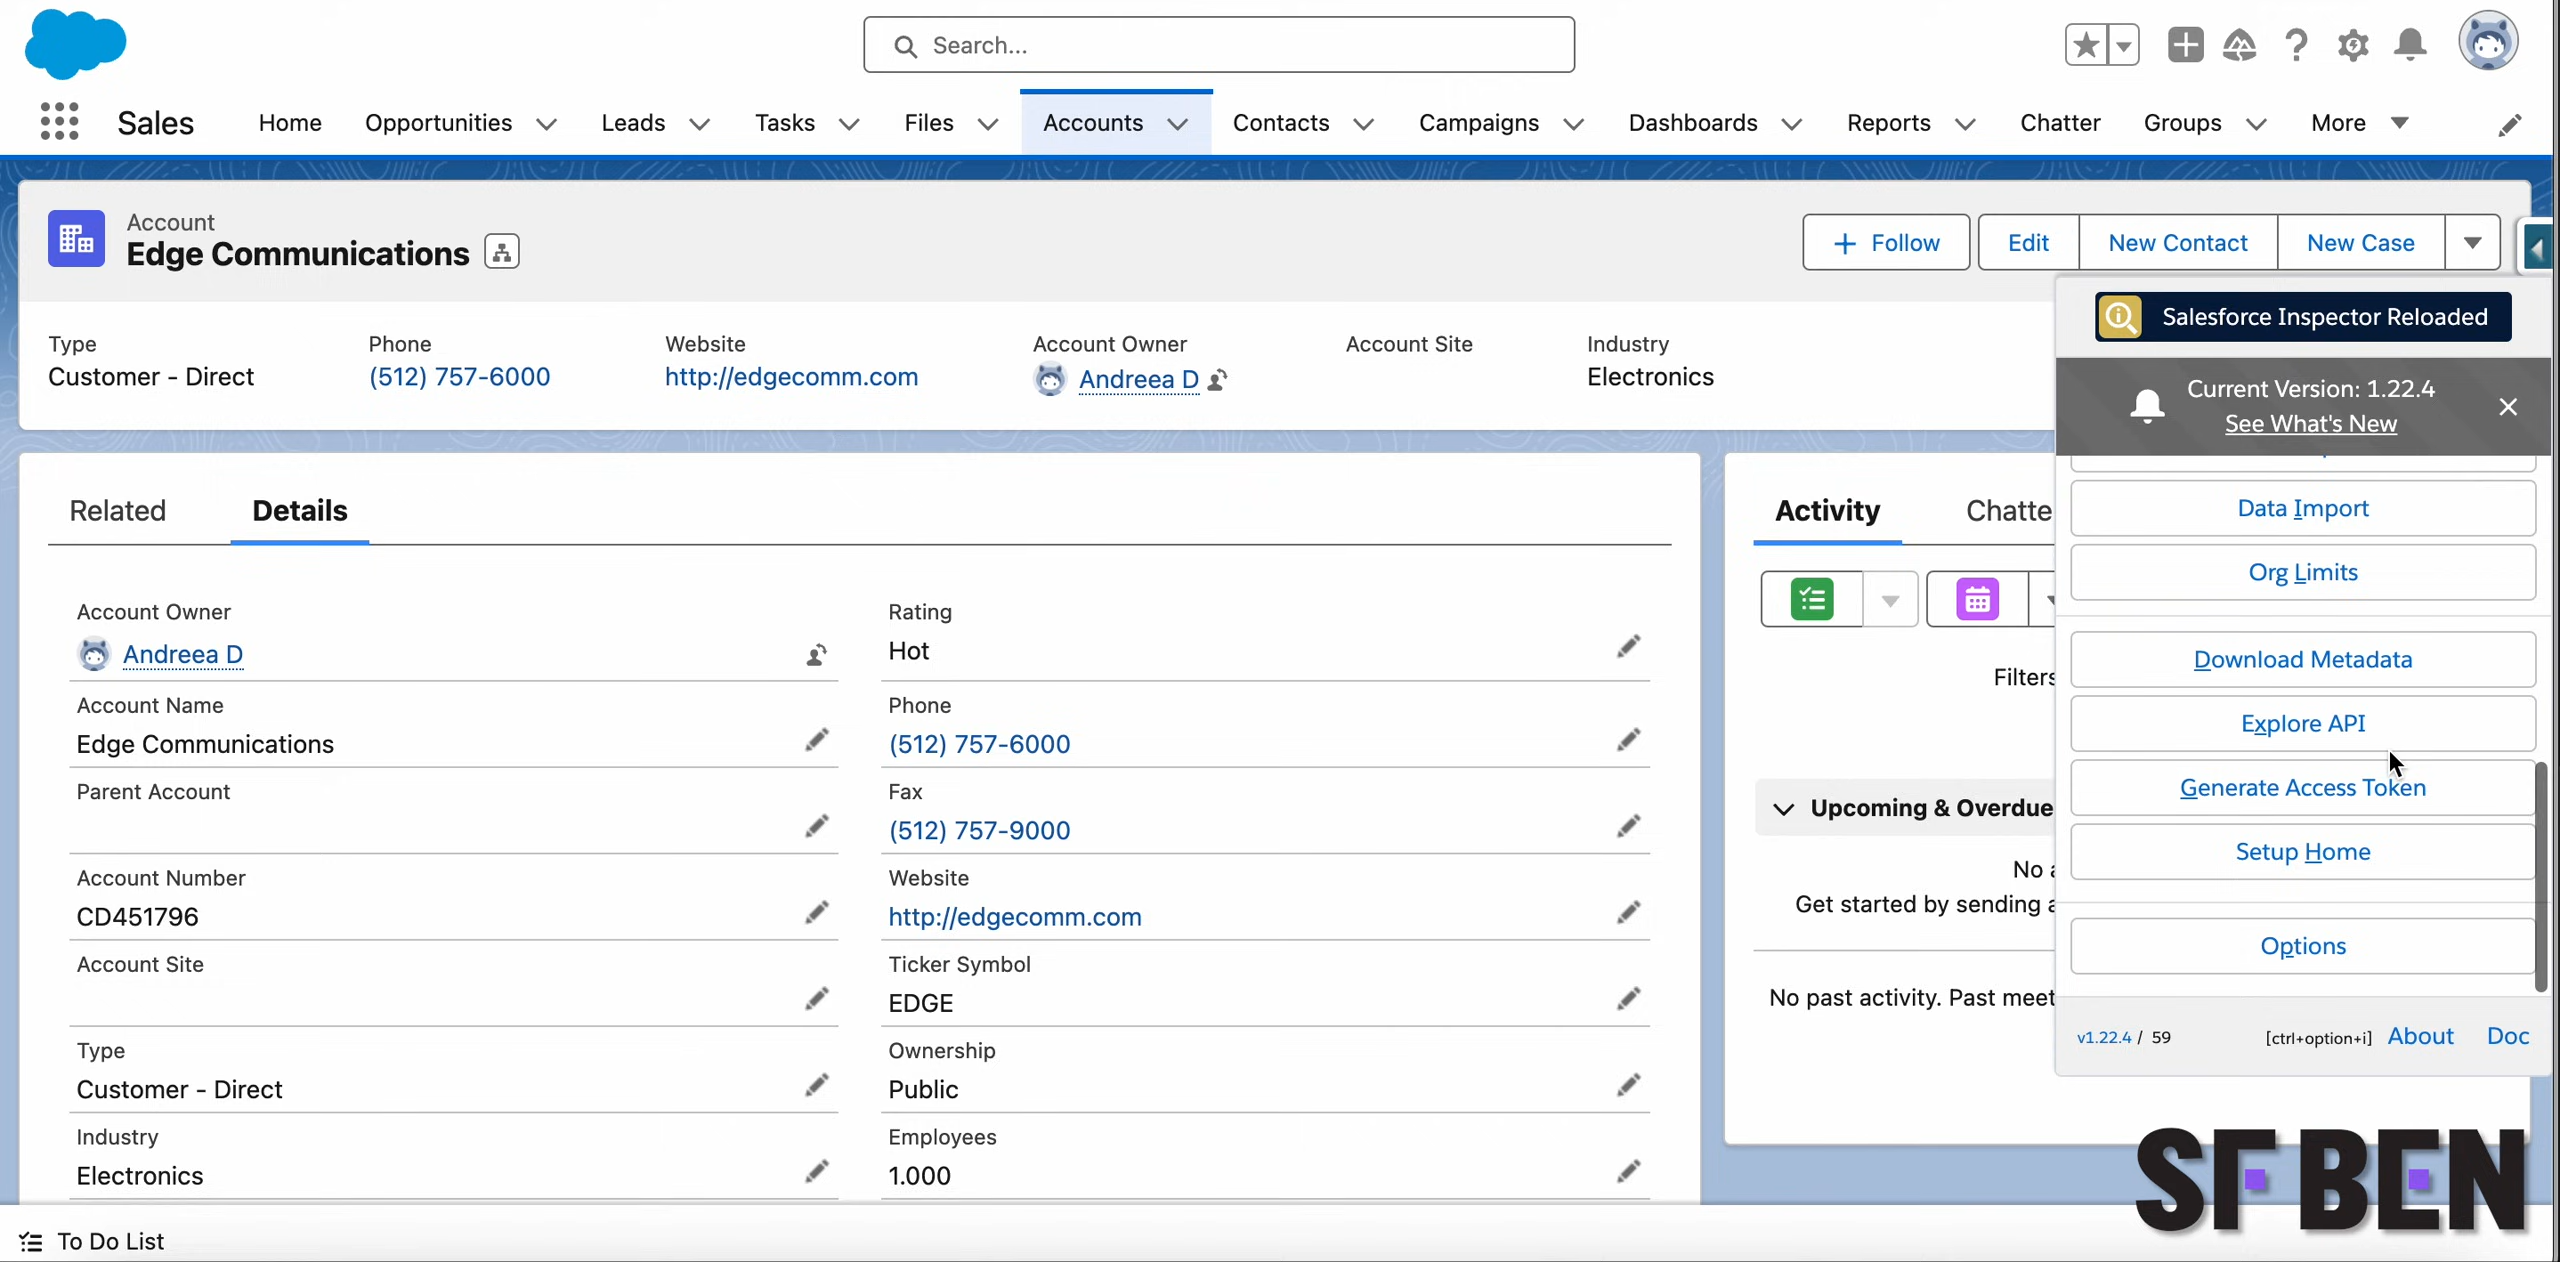 Search...
Sales
Home
Opportunities
Leads
Tasks
Files
Accounts
Contacts
Campaigns
Dashboards
Reports
Chatter
Groups
More
Account
Edge Communications
Follow
Edit
New Contact
New Case
Type
Customer - Direct
Phone
(512) 757-6000
Website
http://edgecomm.com
Account Owner
Andreea D
Account Site
Industry
Electronics
Related
Details
Account Owner
Andreea D
Rating
Hot
Account Name
Edge Communications
Phone
(512) 757-6000
Parent Account
Fax
(512) 757-9000
Account Number
CD451796
Website
http://edgecomm.com
Account Site
Ticker Symbol
EDGE
Type
Customer - Direct
Ownership
Public
Industry
Electronics
Employees
1.000
Activity
Chatte
Filters
Upcoming & Overdue
No a
Get started by sending a
No past activity. Past meet
Salesforce Inspector Reloaded
Current Version: 1.22.4
See What's New
Data Import
Org Limits
Download Metadata
Explore API
Generate Access Token
Setup Home
Options
v1.22.4 / 59
[ctrl+option+i]
About
Doc
SF BEN
To Do List